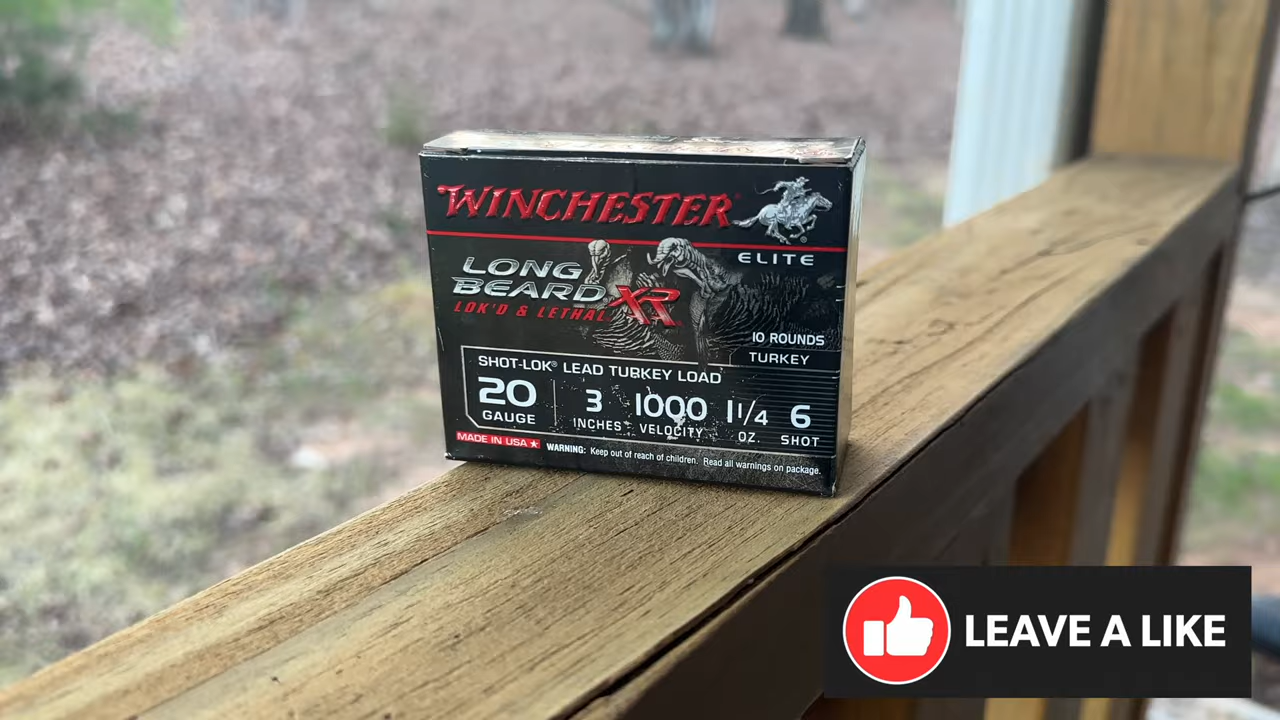 WINCHESTER
ELITE
LONG
BEARD XR
LOK'D & LETHAL
10 ROUNDS
TURKEY
SHOT-LOK® LEAD TURKEY LOAD
20 3 1000 1 1/4 6
GAUGE INCHES VELOCITY OZ. SHOT
MADE IN USA★ WARNING: Keep out of reach of children. Read all warnings on package.
LEAVE A LIKE